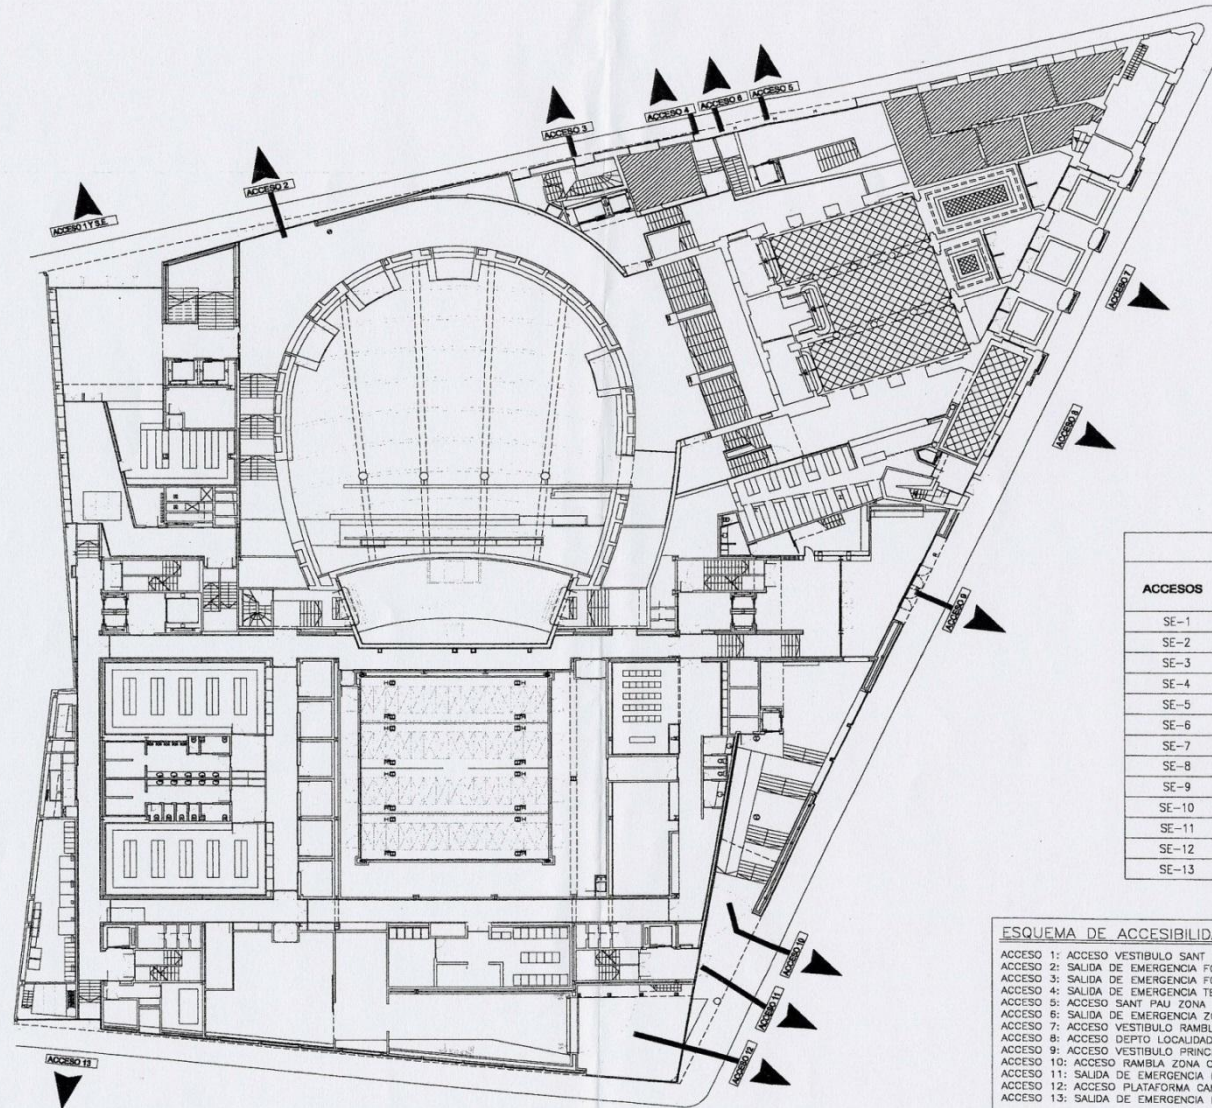 ACCESO 5
ACCESO 6
ACCESO 4
ACCESO 3
ACCESO 2
ACCESO 1 Y S.E.
ACCESO 7
ACCESO 8
ACCESO 9
ACCESO 10
ACCESO 11
ACCESO 12
ACCESO 13
ACCESOS
SE-1
SE-2
SE-3
SE-4
SE-5
SE-6
SE-7
SE-8
SE-9
SE-10
SE-11
SE-12
SE-13
ESQUEMA DE ACCESIBILIDA
ACCESO 1: ACCESO VESTIBULO SANT
ACCESO 2: SALIDA DE EMERGENCIA FO
ACCESO 3: SALIDA DE EMERGENCIA FO
ACCESO 4: SALIDA DE EMERGENCIA TE
ACCESO 5: ACCESO SANT PAU ZONA
ACCESO 6: SALIDA DE EMERGENCIA ZO
ACCESO 7: ACCESO VESTIBULO RAMBL
ACCESO 8: ACCESO DEPTO LOCALIDAD
ACCESO 9: ACCESO VESTIBULO PRINCI
ACCESO 10: ACCESO RAMBLA ZONA
ACCESO 11: SALIDA DE EMERGENCIA
ACCESO 12: ACCESO PLATAFORMA
ACCESO 13: SALIDA DE EMERGENCIA